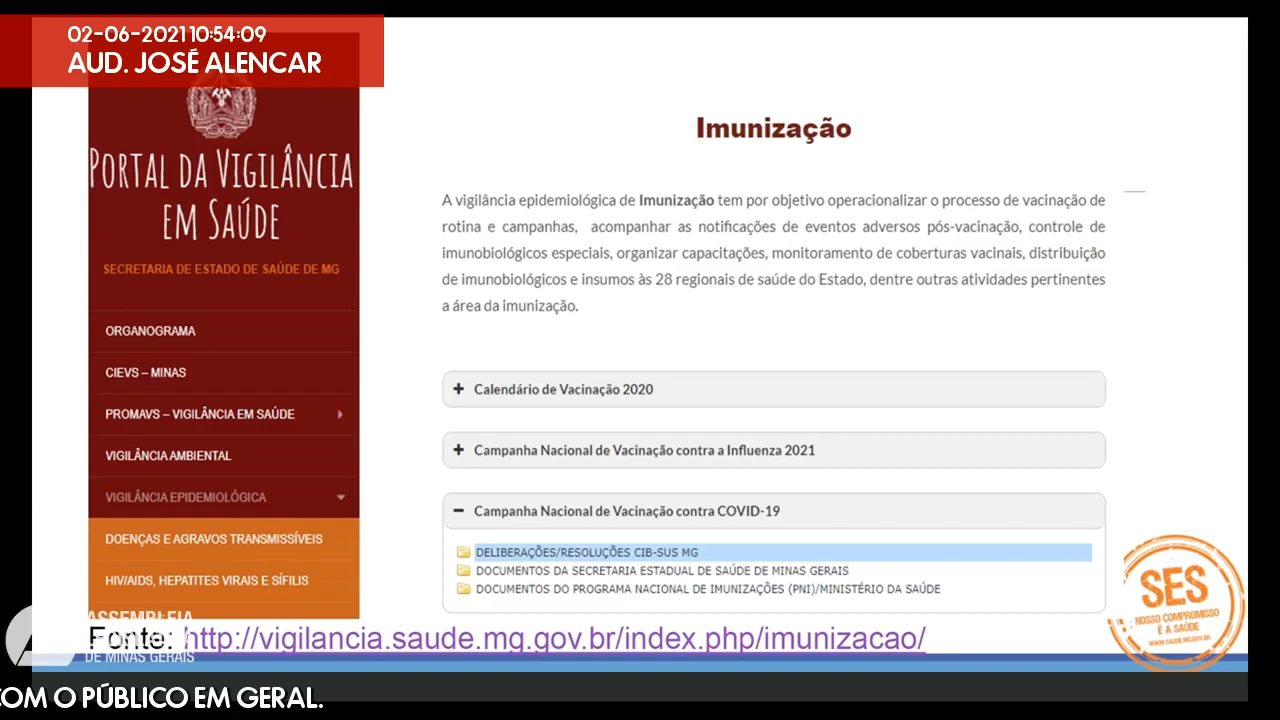 02-06-2021 10:54:09
AUD. JOSÉ ALENCAR
PORTAL DA VIGILÂNCIA
EM SAÚDE
SECRETARIA DE ESTADO DE SAÚDE DE MG
ORGANOGRAMA
CIEVS – MINAS
PROMAVS – VIGILÂNCIA EM SAÚDE
VIGILÂNCIA AMBIENTAL
VIGILÂNCIA EPIDEMIOLÓGICA
DOENÇAS E AGRAVOS TRANSMISSÍVEIS
HIV/AIDS, HEPATITES VIRAIS E SÍFILIS
Imunização
A vigilância epidemiológica de Imunização tem por objetivo operacionalizar o processo de vacinação de
rotina e campanhas, acompanhar as notificações de eventos adversos pós-vacinação, controle de
imunobiológicos especiais, organizar capacitações, monitoramento de coberturas vacinais, distribuição
de imunobiológicos e insumos às 28 regionais de saúde do Estado, dentre outras atividades pertinentes
a área da imunização.
Calendário de Vacinação 2020
Campanha Nacional de Vacinação contra a Influenza 2021
Campanha Nacional de Vacinação contra COVID-19
DELIBERAÇÕES/RESOLUÇÕES CIB-SUS MG
DOCUMENTOS DA SECRETARIA ESTADUAL DE SAÚDE DE MINAS GERAIS
DOCUMENTOS DO PROGRAMA NACIONAL DE IMUNIZAÇÕES (PNI)/MINISTÉRIO DA SAÚDE
SES
NOSSO COMPROMISSO
É A SAÚDE
WWW.SAUDE.MG.GOV.BR
ASSEMBLEIA
DE MINAS GERAIS
Fonte: http://vigilancia.saude.mg.gov.br/index.php/imunizacao/
COM O PÚBLICO EM GERAL.